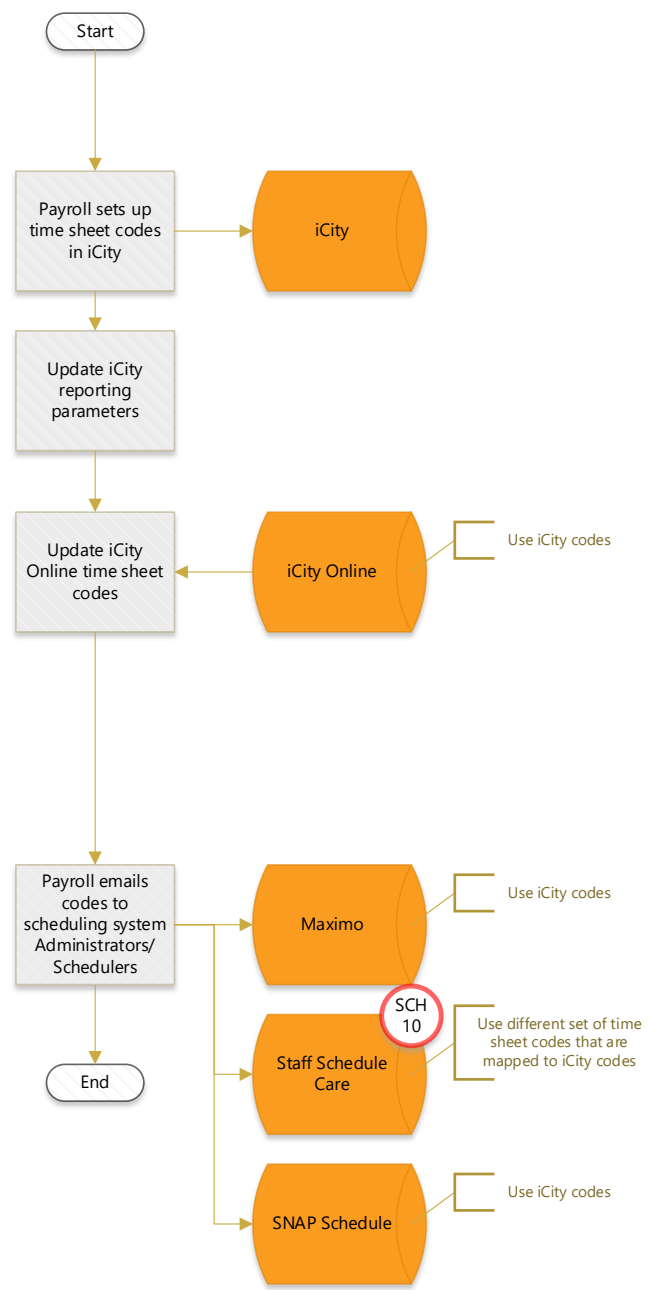 Start
Payroll sets up
time sheet codes
in iCity
iCity
Update iCity
reporting
parameters
Update iCity
Online time sheet
codes
iCity Online
Use iCity codes
Payroll emails
codes to
scheduling system
Administrators/
Schedulers
Maximo
Use iCity codes
SCH
10
Staff Schedule
Care
Use different set of time
sheet codes that are
mapped to iCity codes
End
SNAP Schedule
Use iCity codes